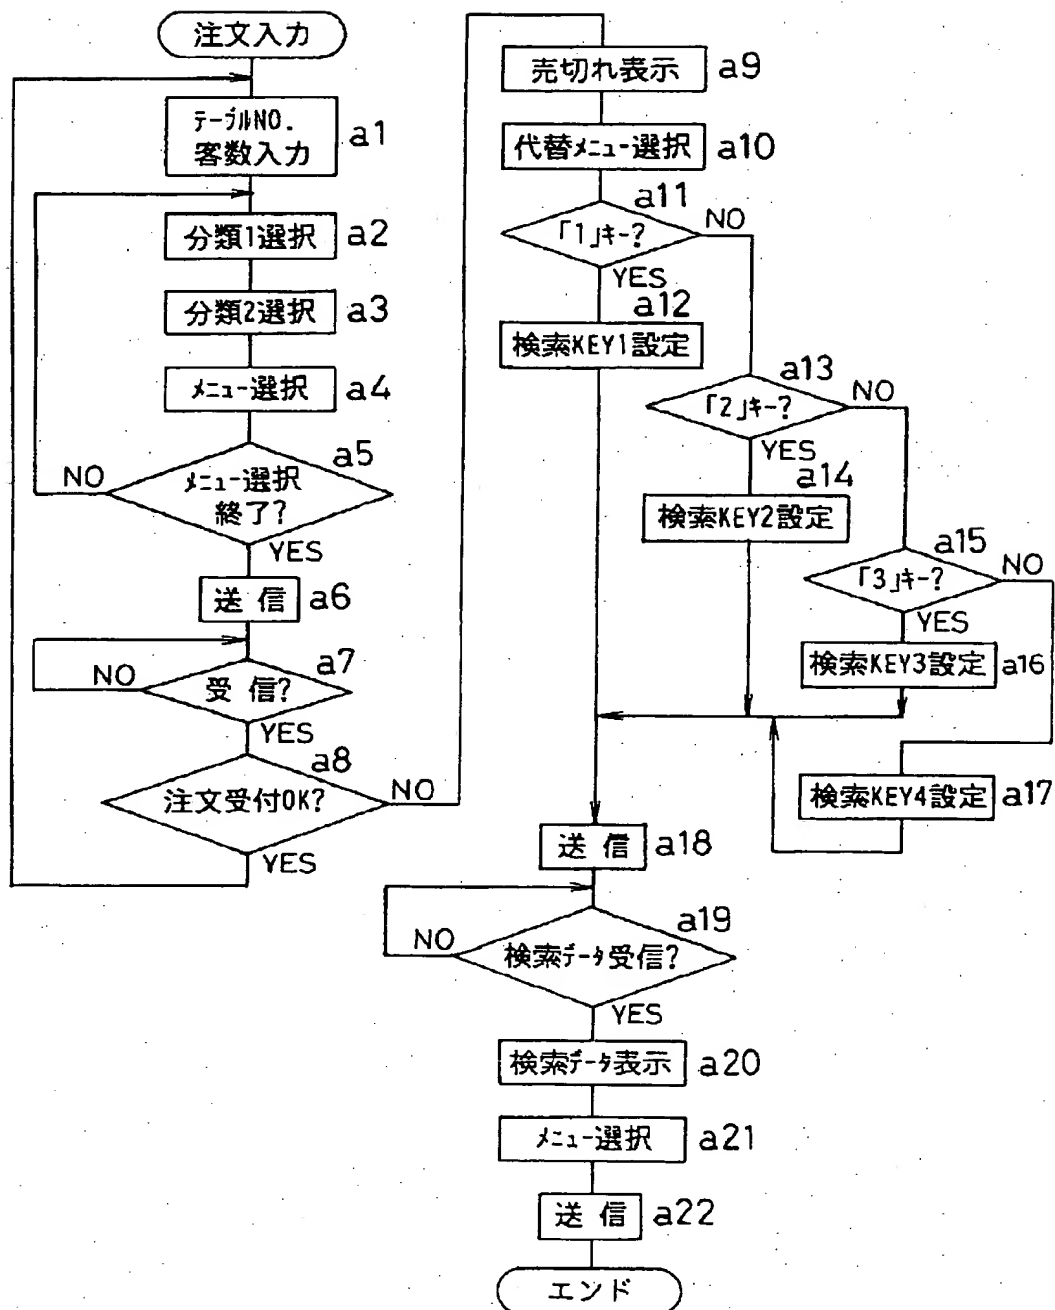 注文入力
テーブルNO.
客数入力
a1
分類1選択
a2
分類2選択
a3
メニュー選択
a4
a5
NO
メニュー選択
終了?
YES
送信
a6
a7
NO
受信?
YES
a8
注文受付OK?
NO
YES
売切れ表示
a9
代替メニュー選択
a10
a11
「1」キー?
NO
YES
a12
検索KEY1設定
a13
「2」キー?
NO
YES
a14
検索KEY2設定
a15
「3」キー?
NO
YES
検索KEY3設定
a16
検索KEY4設定
a17
送信
a18
a19
NO
検索データ受信?
YES
検索データ表示
a20
メニュー選択
a21
送信
a22
エンド